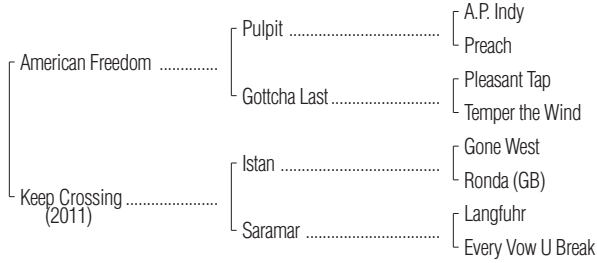 A.P. Indy
Pulpit ................................................
Preach
American Freedom ..............
Pleasant Tap
Gottcha Last ...................................
Temper the Wind
Gone West
Istan ...................................................
Ronda (GB)
Keep Crossing ......................
(2011)
Langfuhr
Saramar ...........................................
Every Vow U Break